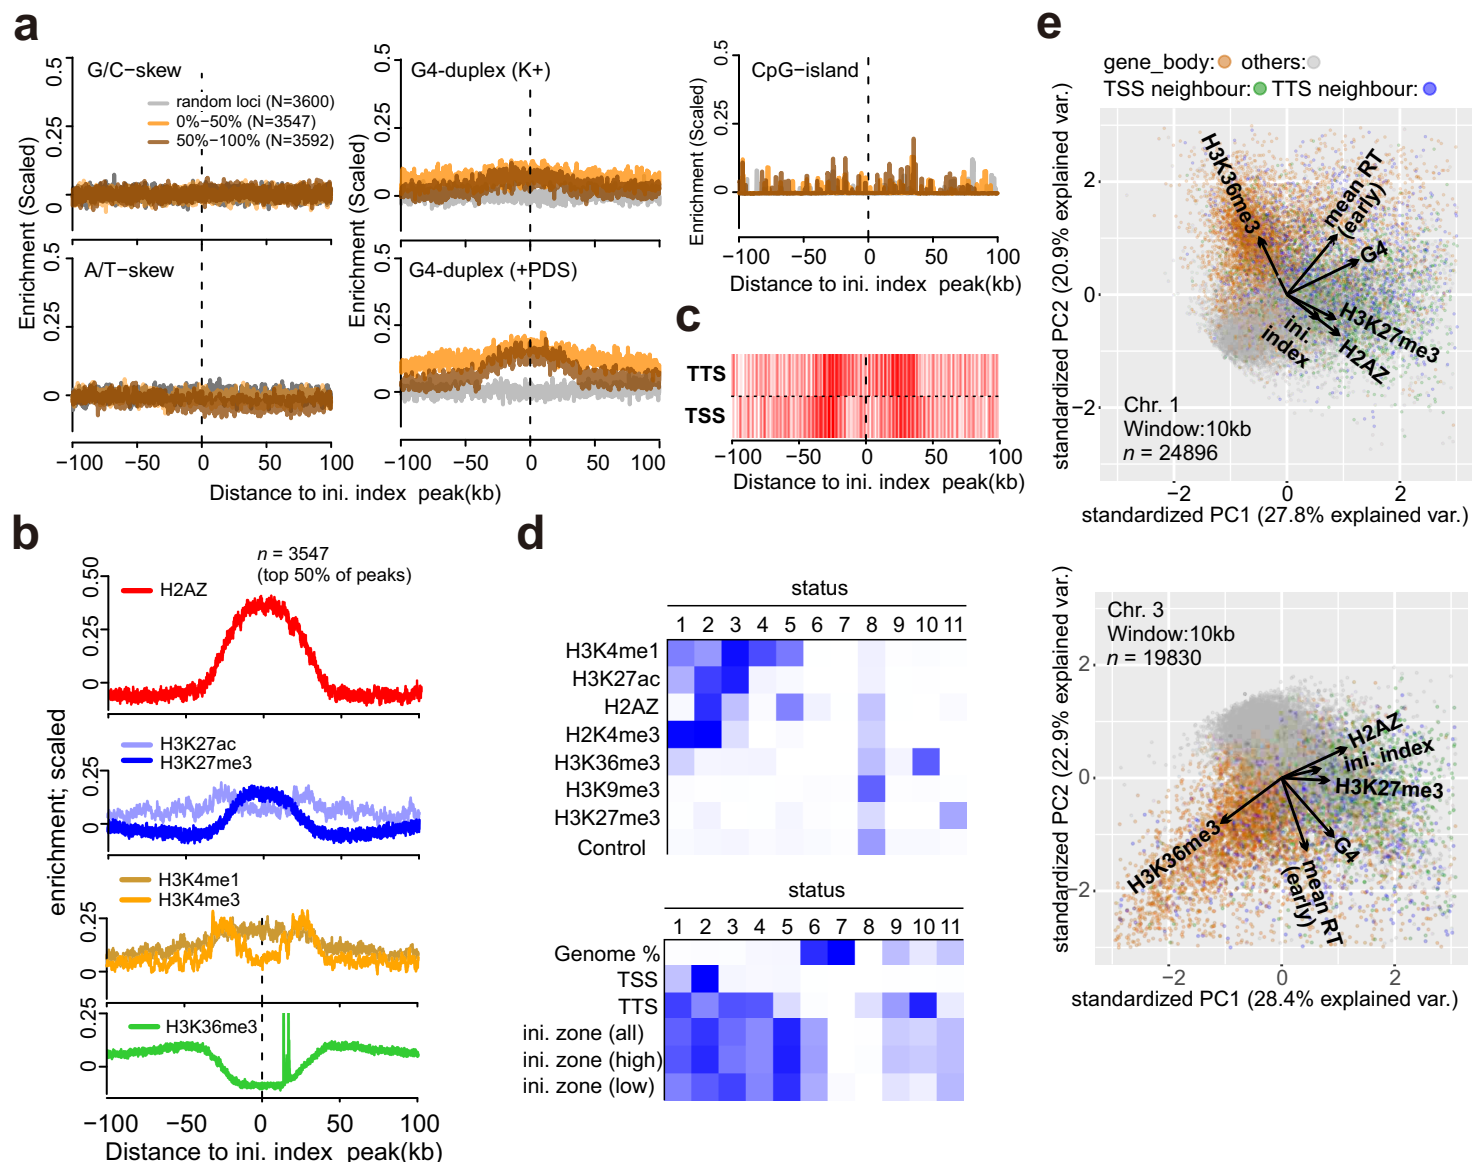 a
G/C−skew
random loci (N=3600)
0%−50% (N=3547)
50%−100% (N=3592)
0.5
0.25
0
A/T−skew
0.5
0.25
0
Enrichment (Scaled)
−100 −50 0 50 100
G4-duplex (K+)
0.5
0.25
0
G4-duplex (+PDS)
0.5
0.25
0
Enrichment (Scaled)
−100 −50 0 50 100
Distance to ini. index peak(kb)
CpG−island
0.5
0.25
0
Enrichment (Scaled)
−100 −50 0 50 100
Distance to ini. index peak(kb)
c
TTS
TSS
−100 −50 0 50 100
Distance to ini. index peak(kb)
b
n = 3547
(top 50% of peaks)
H2AZ
0.50
0.25
0
H3K27ac
H3K27me3
0.25
0
H3K4me1
H3K4me3
0.25
0
H3K36me3
0.25
0
enrichment; scaled
−100 −50 0 50 100
Distance to ini. index peak(kb)
d
status
1 2 3 4 5 6 7 8 9 10 11
H3K4me1
H3K27ac
H2AZ
H2K4me3
H3K36me3
H3K9me3
H3K27me3
Control
status
1 2 3 4 5 6 7 8 9 10 11
Genome %
TSS
TTS
ini. zone (all)
ini. zone (high)
ini. zone (low)
e
gene_body: others:
TSS neighbour: TTS neighbour:
H3K36me3
mean RT
(early)
G4
H3K27me3
H2AZ
ini.
index
Chr. 1
Window:10kb
n = 24896
2
0
−2
standardized PC2 (20.9% explained var.)
−2 0 2
standardized PC1 (27.8% explained var.)
Chr. 3
Window:10kb
n = 19830
H2AZ
ini. index
H3K27me3
G4
mean RT
(early)
H3K36me3
2
0
−2
standardized PC2 (22.9% explained var.)
−2 0 2
standardized PC1 (28.4% explained var.)